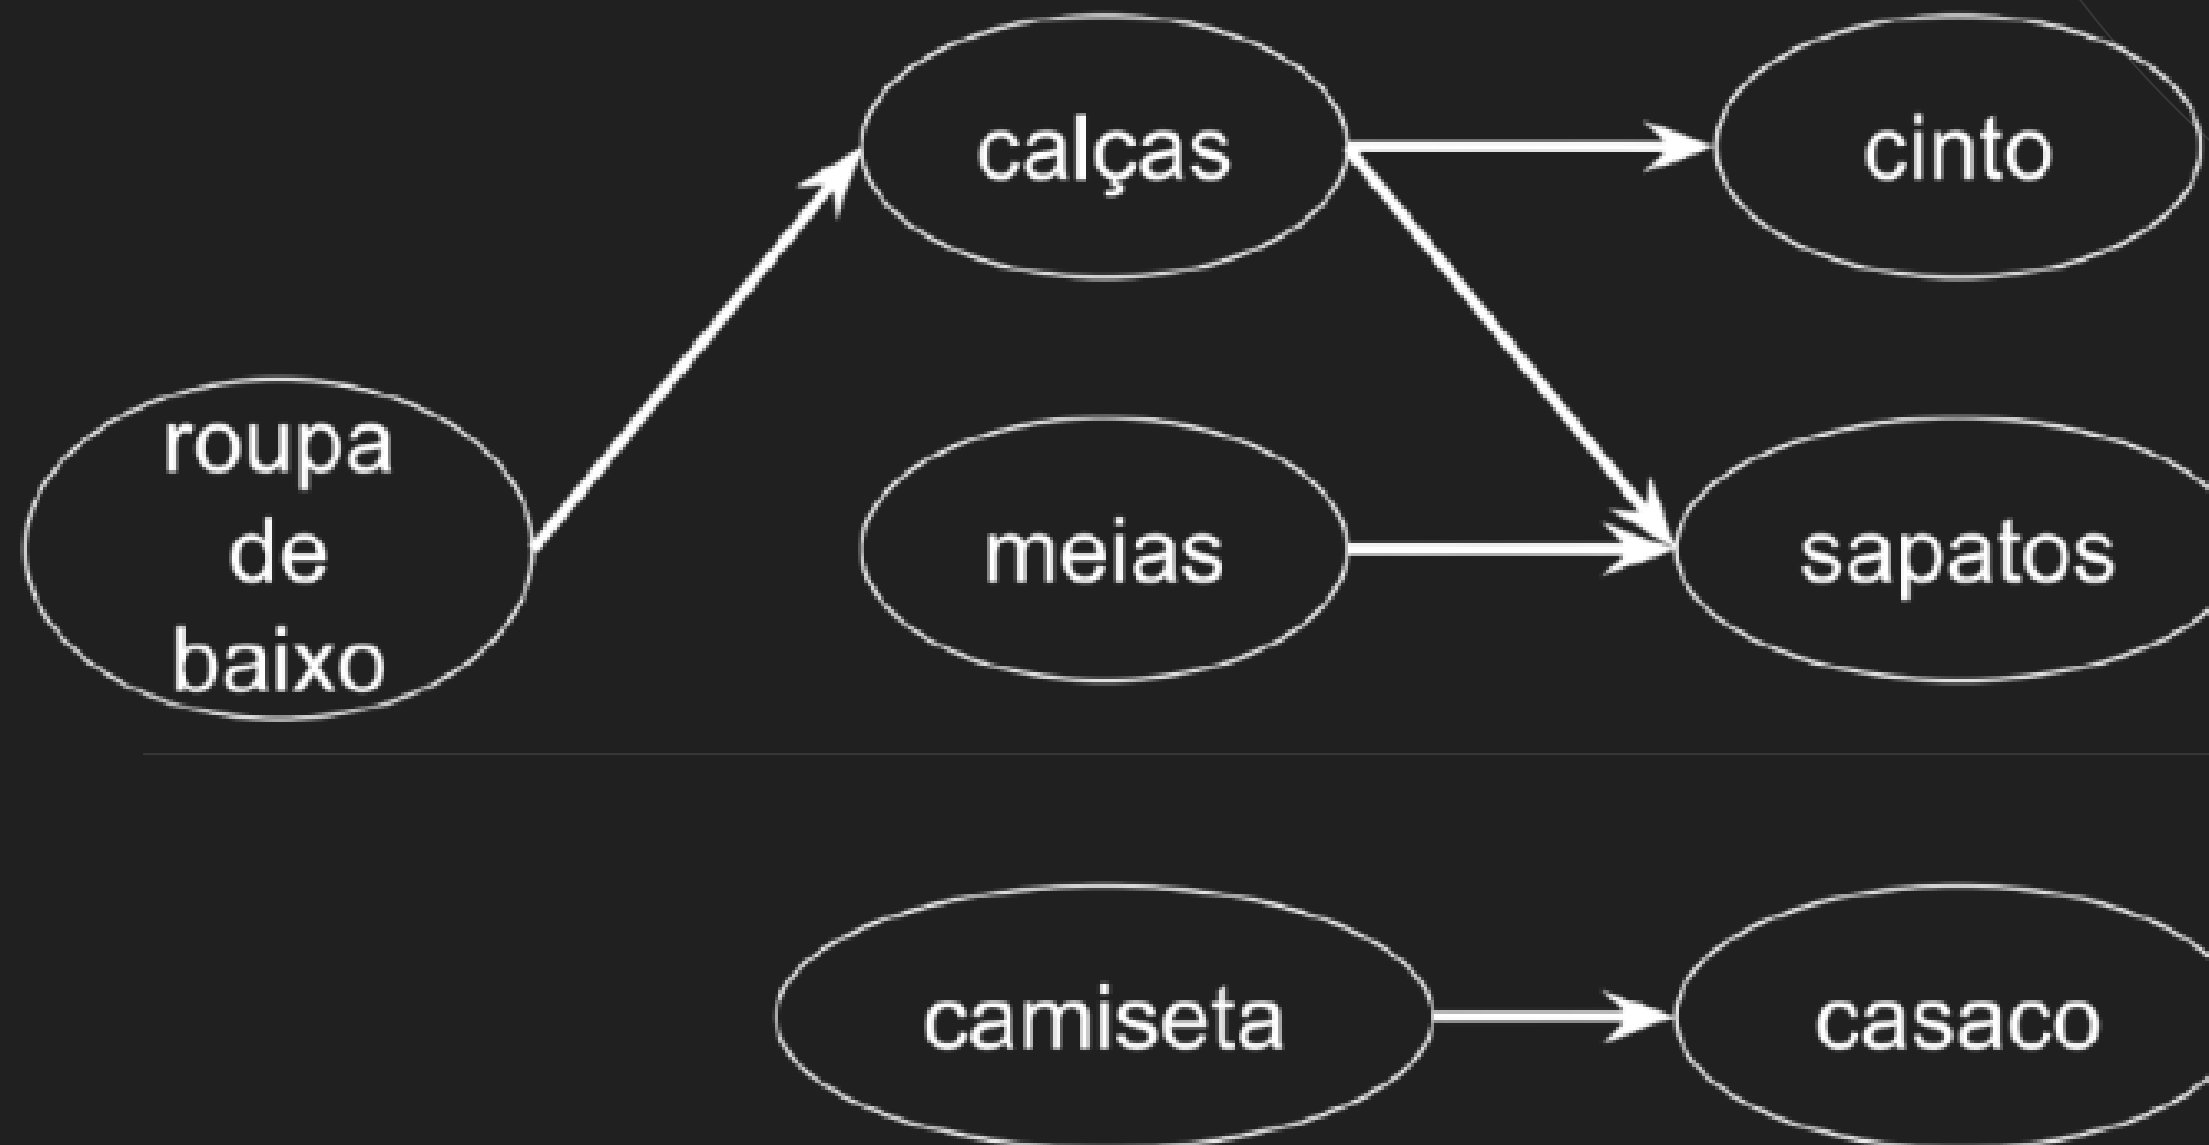 calças
cinto
roupa
de
baixo
meias
sapatos
camiseta
casaco